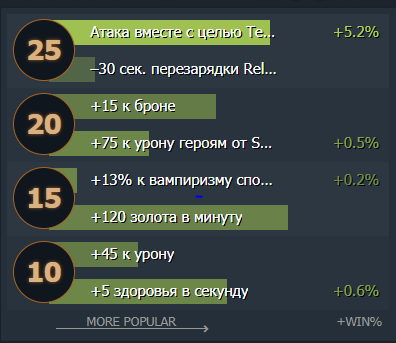 25
Атака вместе с целью Te...
+5.2%
–30 сек. перезарядки Rel...
20
+15 к броне
+75 к урону героям от S...
+0.5%
15
+13% к вампиризму спо...
+0.2%
+120 золота в минуту
10
+45 к урону
+5 здоровья в секунду
+0.6%
MORE POPULAR
+WIN%